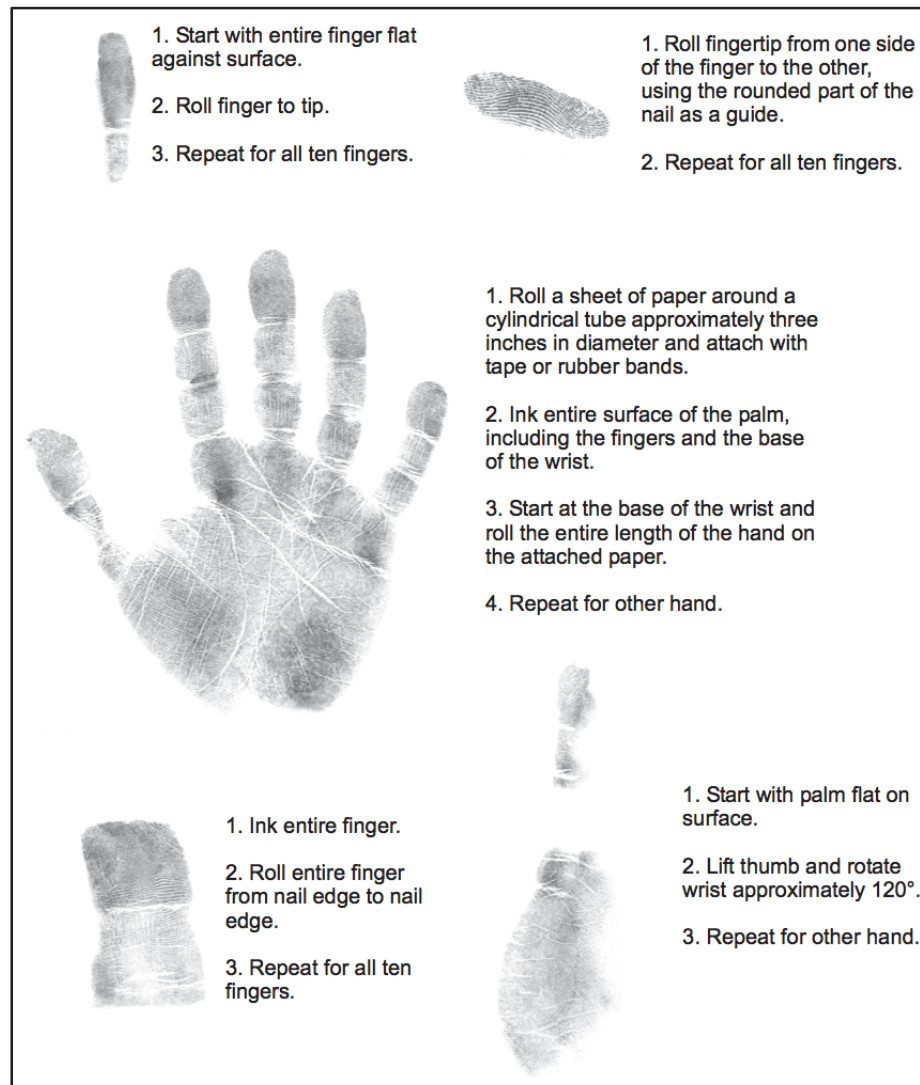 1. Start with entire finger flat
against surface.
2. Roll finger to tip.
3. Repeat for all ten fingers.
1. Roll fingertip from one side
of the finger to the other,
using the rounded part of the
nail as a guide.
2. Repeat for all ten fingers.
1. Roll a sheet of paper around a
cylindrical tube approximately three
inches in diameter and attach with
tape or rubber bands.
2. Ink entire surface of the palm,
including the fingers and the base
of the wrist.
3. Start at the base of the wrist and
roll the entire length of the hand on
the attached paper.
4. Repeat for other hand.
1. Ink entire finger.
2. Roll entire finger
from nail edge to nail
edge.
3. Repeat for all ten
fingers.
1. Start with palm flat on
surface.
2. Lift thumb and rotate
wrist approximately 120°.
3. Repeat for other hand.